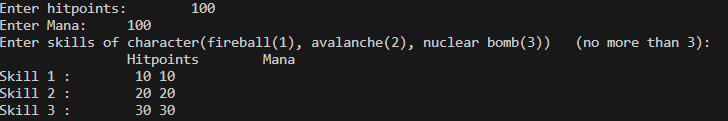 Enter hitpoints:        100
Enter Mana:     100
Enter skills of character(fireball(1), avalanche(2), nuclear bomb(3))   (no more than 3):
                Hitpoints        Mana
Skill 1 :        10 10
Skill 2 :        20 20
Skill 3 :        30 30